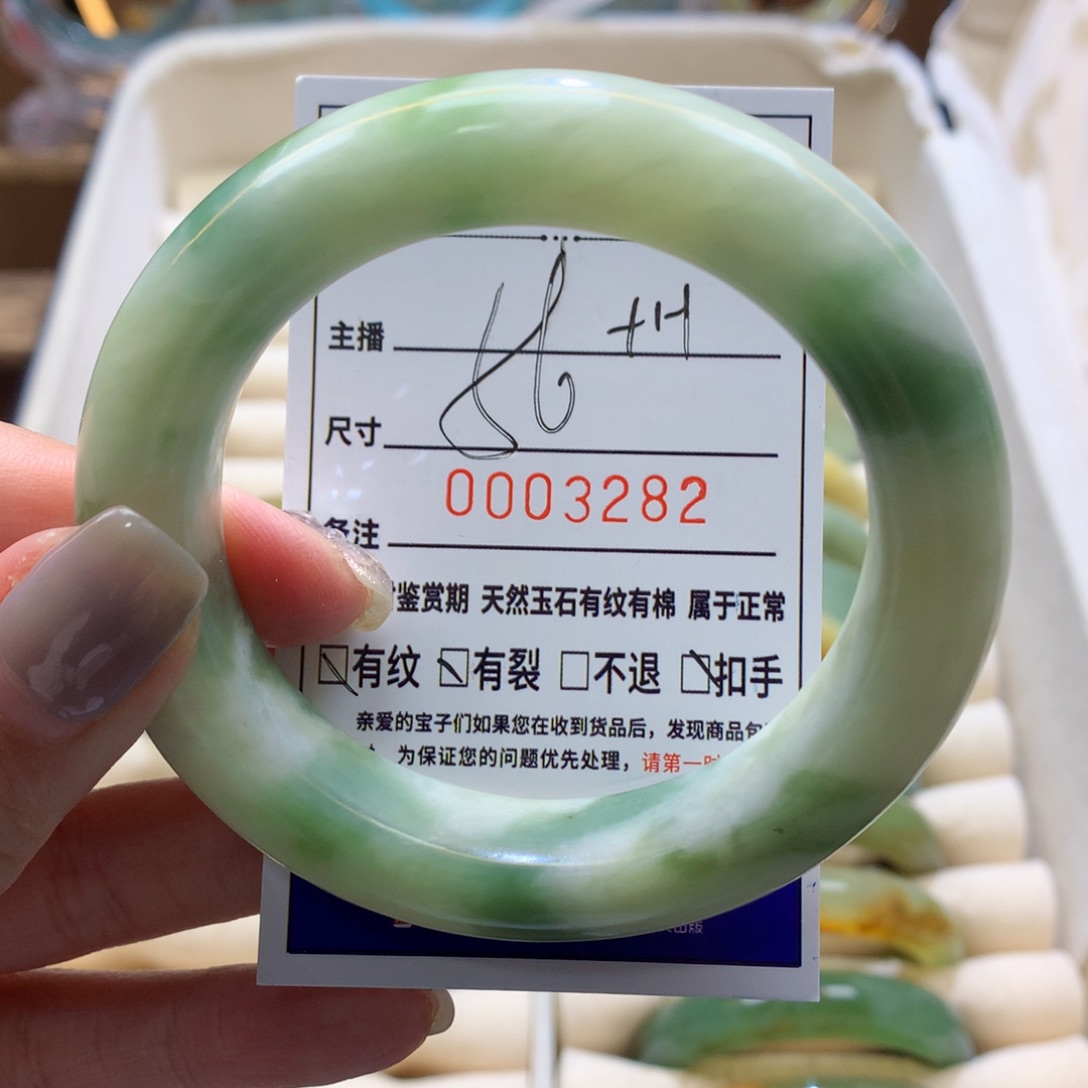 主播
尺寸 56
0003282
备注
鉴赏期 天然玉石有纹有棉 属于正常
有纹 有裂 不退 扣手
亲爱的宝子们如果您在收到货品后，发现商品包
为保证您的问题优先处理，请第一时